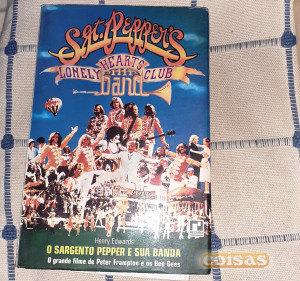 Sgt. Pepper's
LONELY HEARTS CLUB
band
Henry Edwards
O SARGENTO PEPPER E SUA BANDA
O grande filme de Peter Frampton e os Bee Gees
COISAS